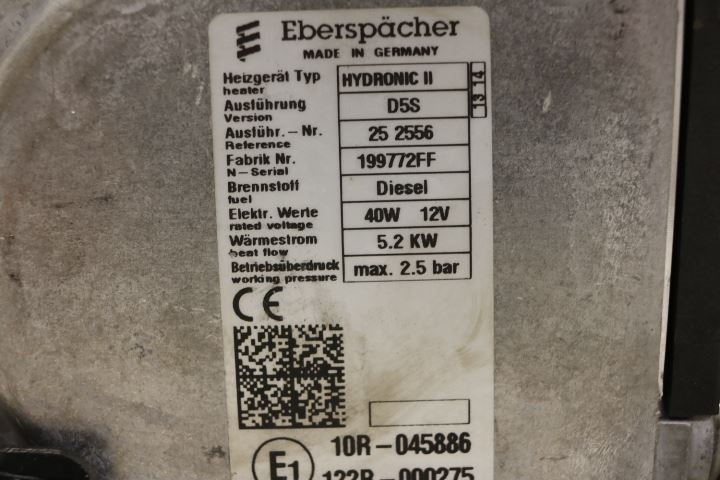 Eberspächer
MADE IN GERMANY
Heizgerät Typ HYDRONIC II
heater
Ausführung D5S
Version
Ausführ. – Nr. 25 2556
Reference
Fabrik Nr. 199772FF
N – Serial
Brennstoff Diesel
fuel
Elektr. Werte 40W 12V
rated voltage
Wärmestrom 5.2 KW
heat flow
Betriebsüberdruck max. 2.5 bar
working pressure
13 14
CE
10R – 045886
E1
122R – 000275